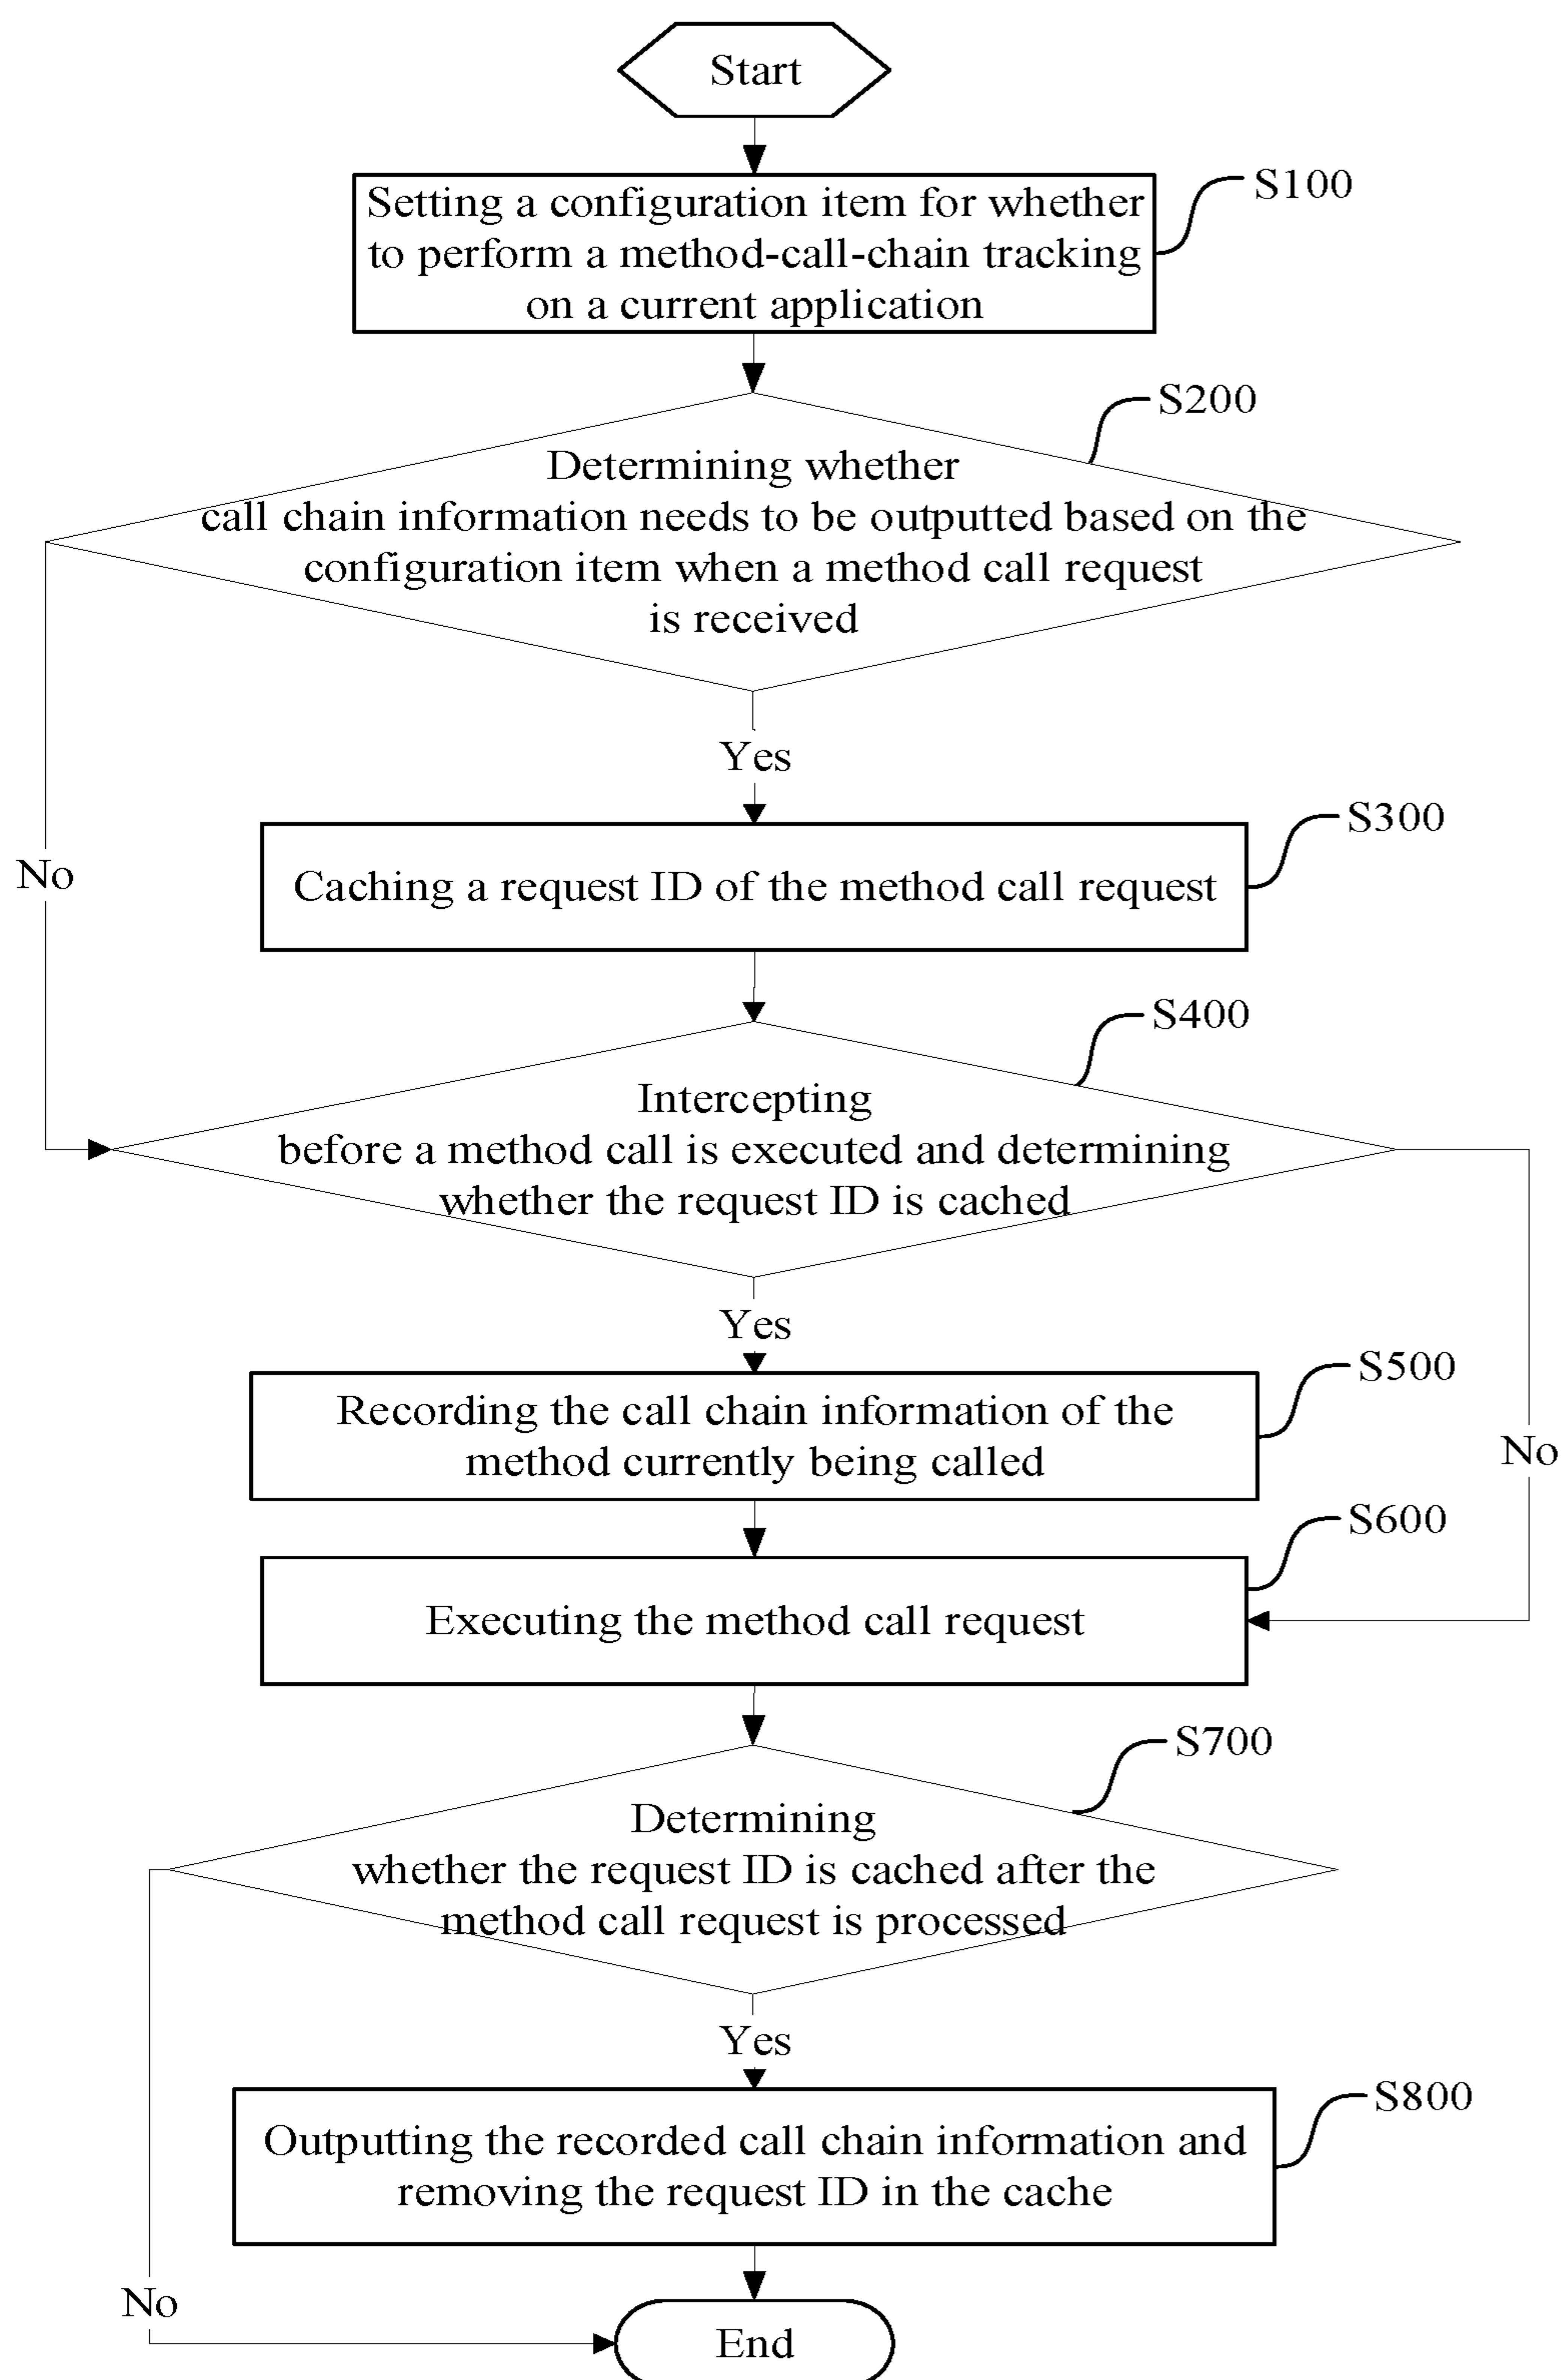 Start
S100
Setting a configuration item for whether
to perform a method-call-chain tracking
on a current application
S200
Determining whether
call chain information needs to be outputted based on the
configuration item when a method call request
is received
Yes
No
S300
Caching a request ID of the method call request
S400
Intercepting
before a method call is executed and determining
whether the request ID is cached
Yes
No
S500
Recording the call chain information of the
method currently being called
S600
Executing the method call request
S700
Determining
whether the request ID is cached after the
method call request is processed
Yes
No
S800
Outputting the recorded call chain information and
removing the request ID in the cache
End